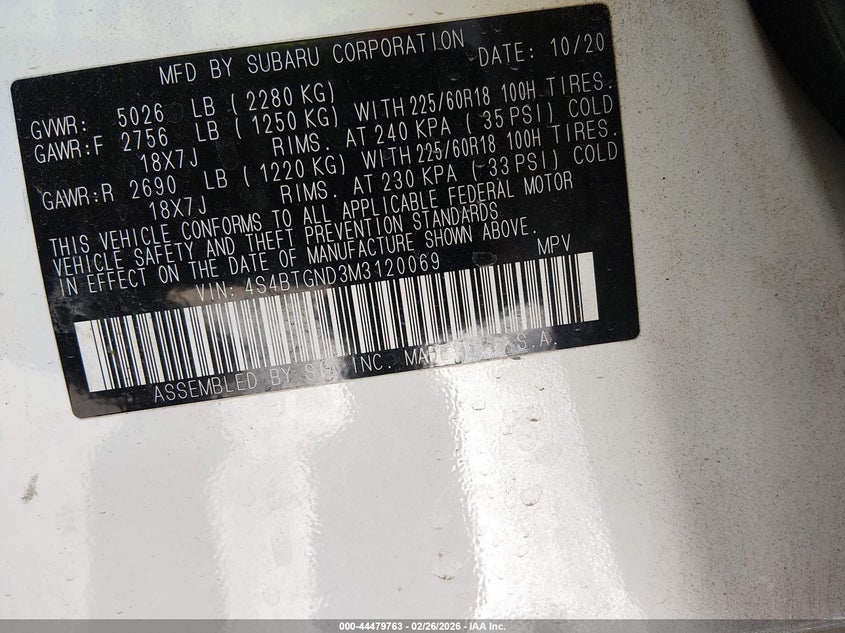 MFD BY SUBARU CORPORATION DATE: 10/20
GVWR: 5026 LB ( 2280 KG)
GAWR:F 2756 LB ( 1250 KG) WITH 225/60R18 100H TIRES.
18X7J RIMS. AT 240 KPA ( 35 PSI) COLD
GAWR:R 2690 LB ( 1220 KG) WITH 225/60R18 100H TIRES.
18X7J RIMS. AT 230 KPA ( 33 PSI) COLD
THIS VEHICLE CONFORMS TO ALL APPLICABLE FEDERAL MOTOR
VEHICLE SAFETY AND THEFT PREVENTION STANDARDS
IN EFFECT ON THE DATE OF MANUFACTURE SHOWN ABOVE.
VIN: 4S4BTGND3M3120069 MPV
ASSEMBLED BY INC. S.A.
000-44479763 - 02/26/2026 - IAA Inc.